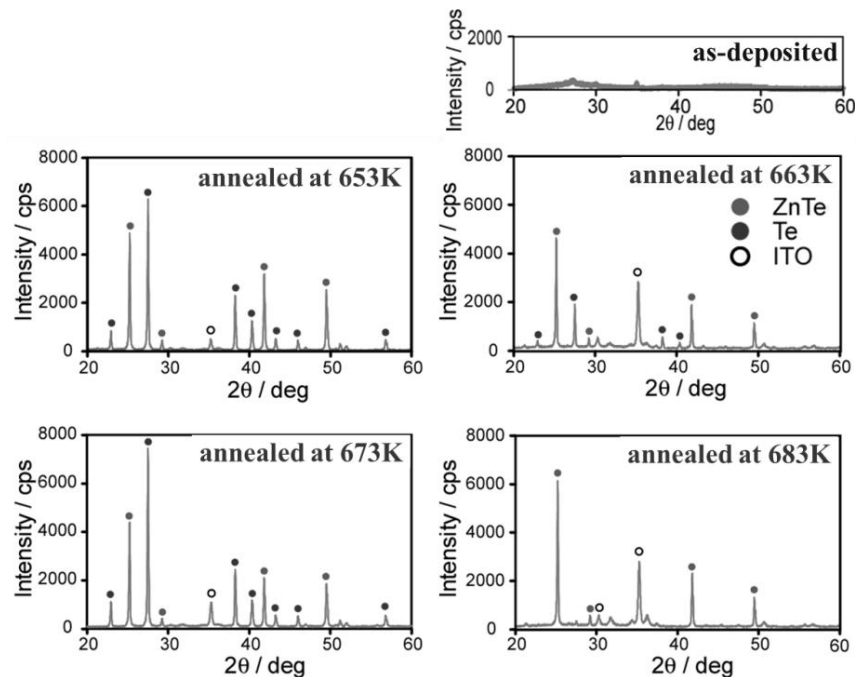 as-deposited
Intensity / cps
2000
0
20
30
40
50
60
2θ / deg
annealed at 653K
Intensity / cps
8000
6000
4000
2000
0
20
30
40
50
60
2θ / deg
annealed at 663K
ZnTe
Te
ITO
Intensity / cps
8000
6000
4000
2000
0
20
30
40
50
60
2θ / deg
annealed at 673K
Intensity / cps
8000
6000
4000
2000
0
20
30
40
50
60
2θ / deg
annealed at 683K
Intensity / cps
8000
6000
4000
2000
0
20
30
40
50
60
2θ / deg